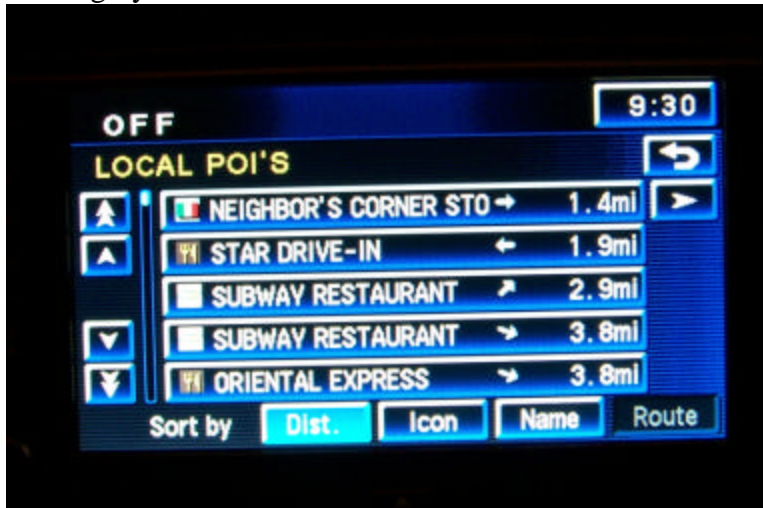 OFF 9:30
LOCAL POI'S
NEIGHBOR'S CORNER STO 1.4mi
STAR DRIVE-IN 1.9mi
SUBWAY RESTAURANT 2.9mi
SUBWAY RESTAURANT 3.8mi
ORIENTAL EXPRESS 3.8mi
Sort by Dist. Icon Name Route